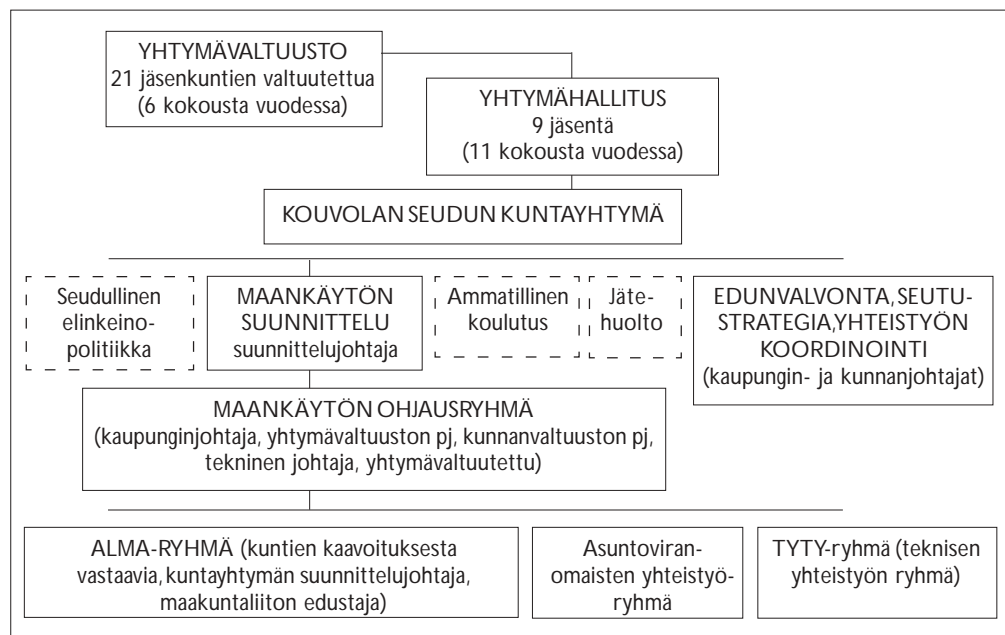 YHTYMÄVALTUUSTO
21 jäsenkuntien valtuutettua
(6 kokousta vuodessa)
YHTYMÄHALLITUS
9 jäsentä
(11 kokousta vuodessa)
KOUVOLAN SEUDUN KUNTAYHTYMÄ
Seudullinen
elinkeino-
politiikka
MAANKÄYTÖN
SUUNNITTELU
suunnittelujohtaja
Ammatillinen
koulutus
Jäte-
huolto
EDUNVALVONTA, SEUTU-
STRATEGIA,YHTEISTYÖN
KOORDINOINTI
(kaupungin- ja kunnanjohtajat)
MAANKÄYTÖN OHJAUSRYHMÄ
(kaupunginjohtaja, yhtymävaltuuston pj, kunnanvaltuuston pj,
tekninen johtaja, yhtymävaltuutettu)
ALMA-RYHMÄ (kuntien kaavoituksesta
vastaavia, kuntayhtymän suunnittelujohtaja,
maakuntaliiton edustaja)
Asuntoviran-
omaisten yhteistyö-
ryhmä
TYTY-ryhmä (teknisen
yhteistyön ryhmä)